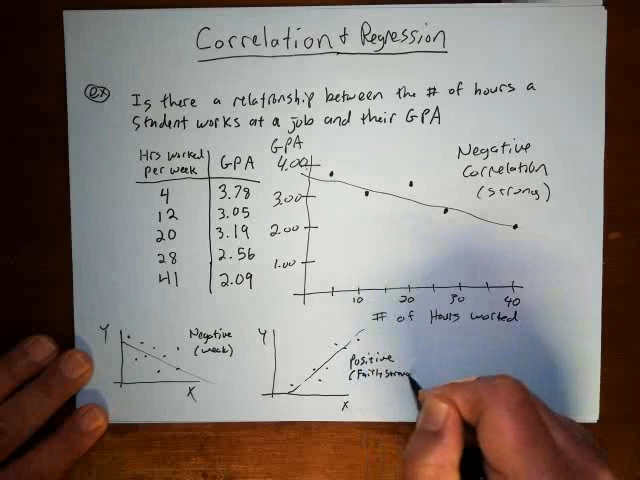 Correlation & Regression
ex Is there a relationship between the # of hours a
student works at a job and their GPA
Hrs worked per week GPA
4 3.78
12 3.05
20 3.19
28 2.56
41 2.09
GPA
4.00
3.00
2.00
1.00
10 20 30 40
# of Hours worked
Negative
Correlation
(strong)
Y
Negative
(weak)
X
Y
Positive
(Fairly strong
X